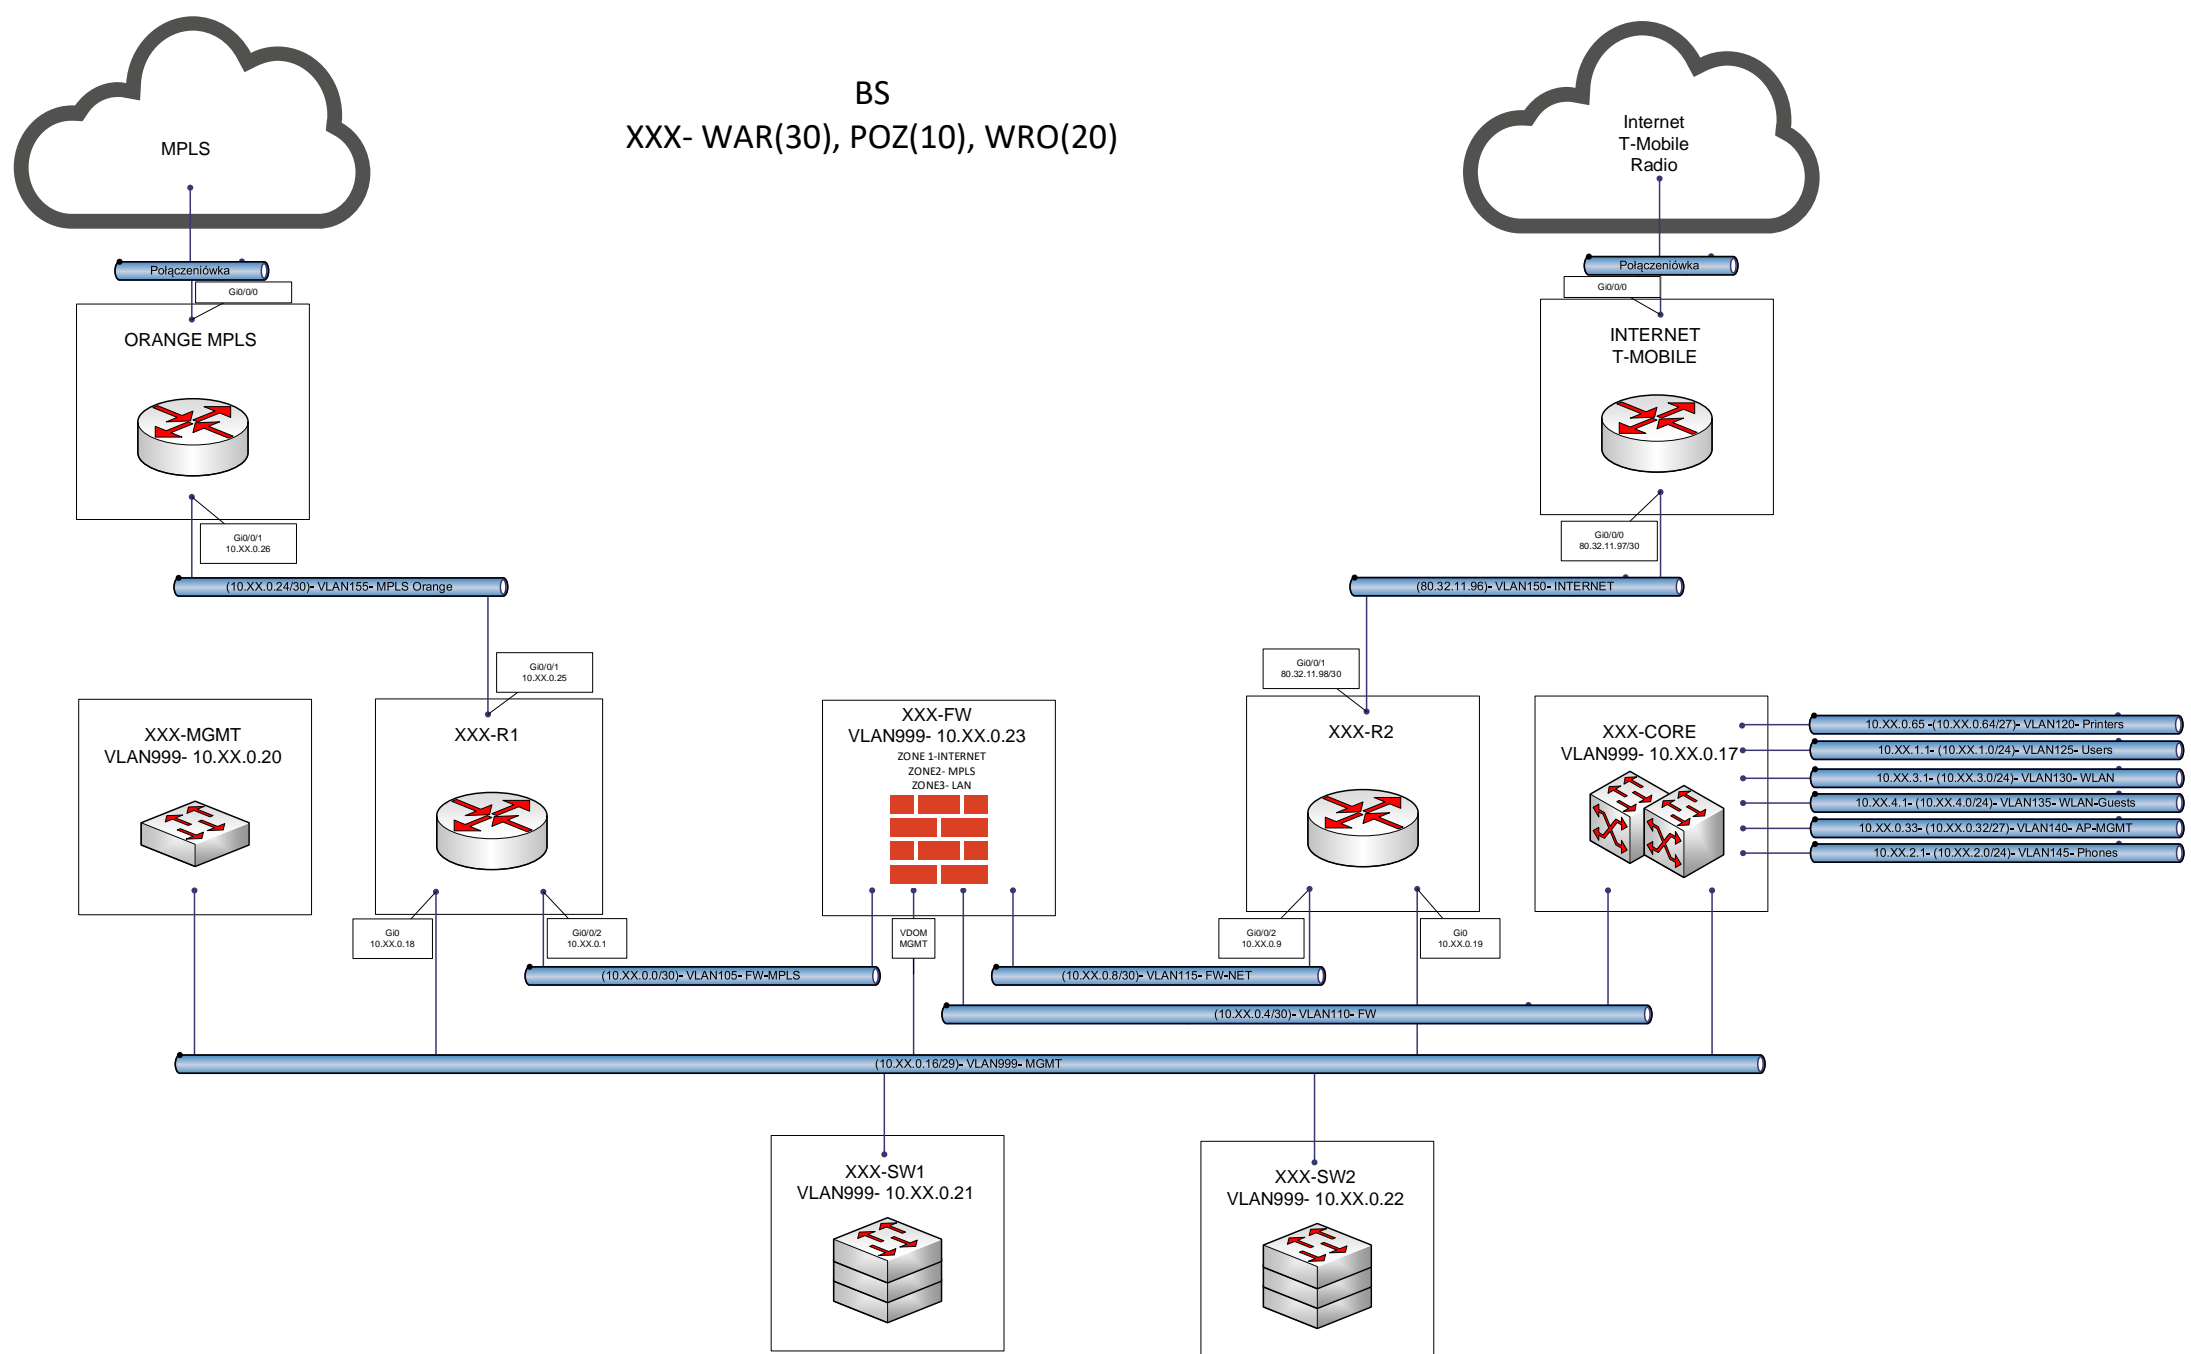 BS
XXX- WAR(30), POZ(10), WRO(20)
MPLS
Internet
T-Mobile
Radio
Połączeniówka
Gi0/0/0
Połączeniówka
Gi0/0/0
ORANGE MPLS
INTERNET
T-MOBILE
Gi0/0/1
10.XX.0.26
Gi0/0/0
80.32.11.97/30
(10.XX.0.24/30)- VLAN155- MPLS Orange
(80.32.11.96)- VLAN150- INTERNET
Gi0/0/1
10.XX.0.25
Gi0/0/1
80.32.11.98/30
XXX-MGMT
VLAN999- 10.XX.0.20
XXX-R1
XXX-FW
VLAN999- 10.XX.0.23
ZONE 1-INTERNET
ZONE2- MPLS
ZONE3- LAN
XXX-R2
XXX-CORE
VLAN999- 10.XX.0.17
10.XX.0.65 -(10.XX.0.64/27)- VLAN120- Printers
10.XX.1.1- (10.XX.1.0/24)- VLAN125- Users
10.XX.3.1- (10.XX.3.0/24)- VLAN130- WLAN
10.XX.4.1- (10.XX.4.0/24)- VLAN135- WLAN-Guests
10.XX.0.33- (10.XX.0.32/27)- VLAN140- AP-MGMT
10.XX.2.1- (10.XX.2.0/24)- VLAN145- Phones
Gi0
10.XX.0.18
Gi0/0/2
10.XX.0.1
VDOM
MGMT
Gi0/0/2
10.XX.0.9
Gi0
10.XX.0.19
(10.XX.0.0/30)- VLAN105- FW-MPLS
(10.XX.0.8/30)- VLAN115- FW-NET
(10.XX.0.4/30)- VLAN110- FW
(10.XX.0.16/29)- VLAN999- MGMT
XXX-SW1
VLAN999- 10.XX.0.21
XXX-SW2
VLAN999- 10.XX.0.22